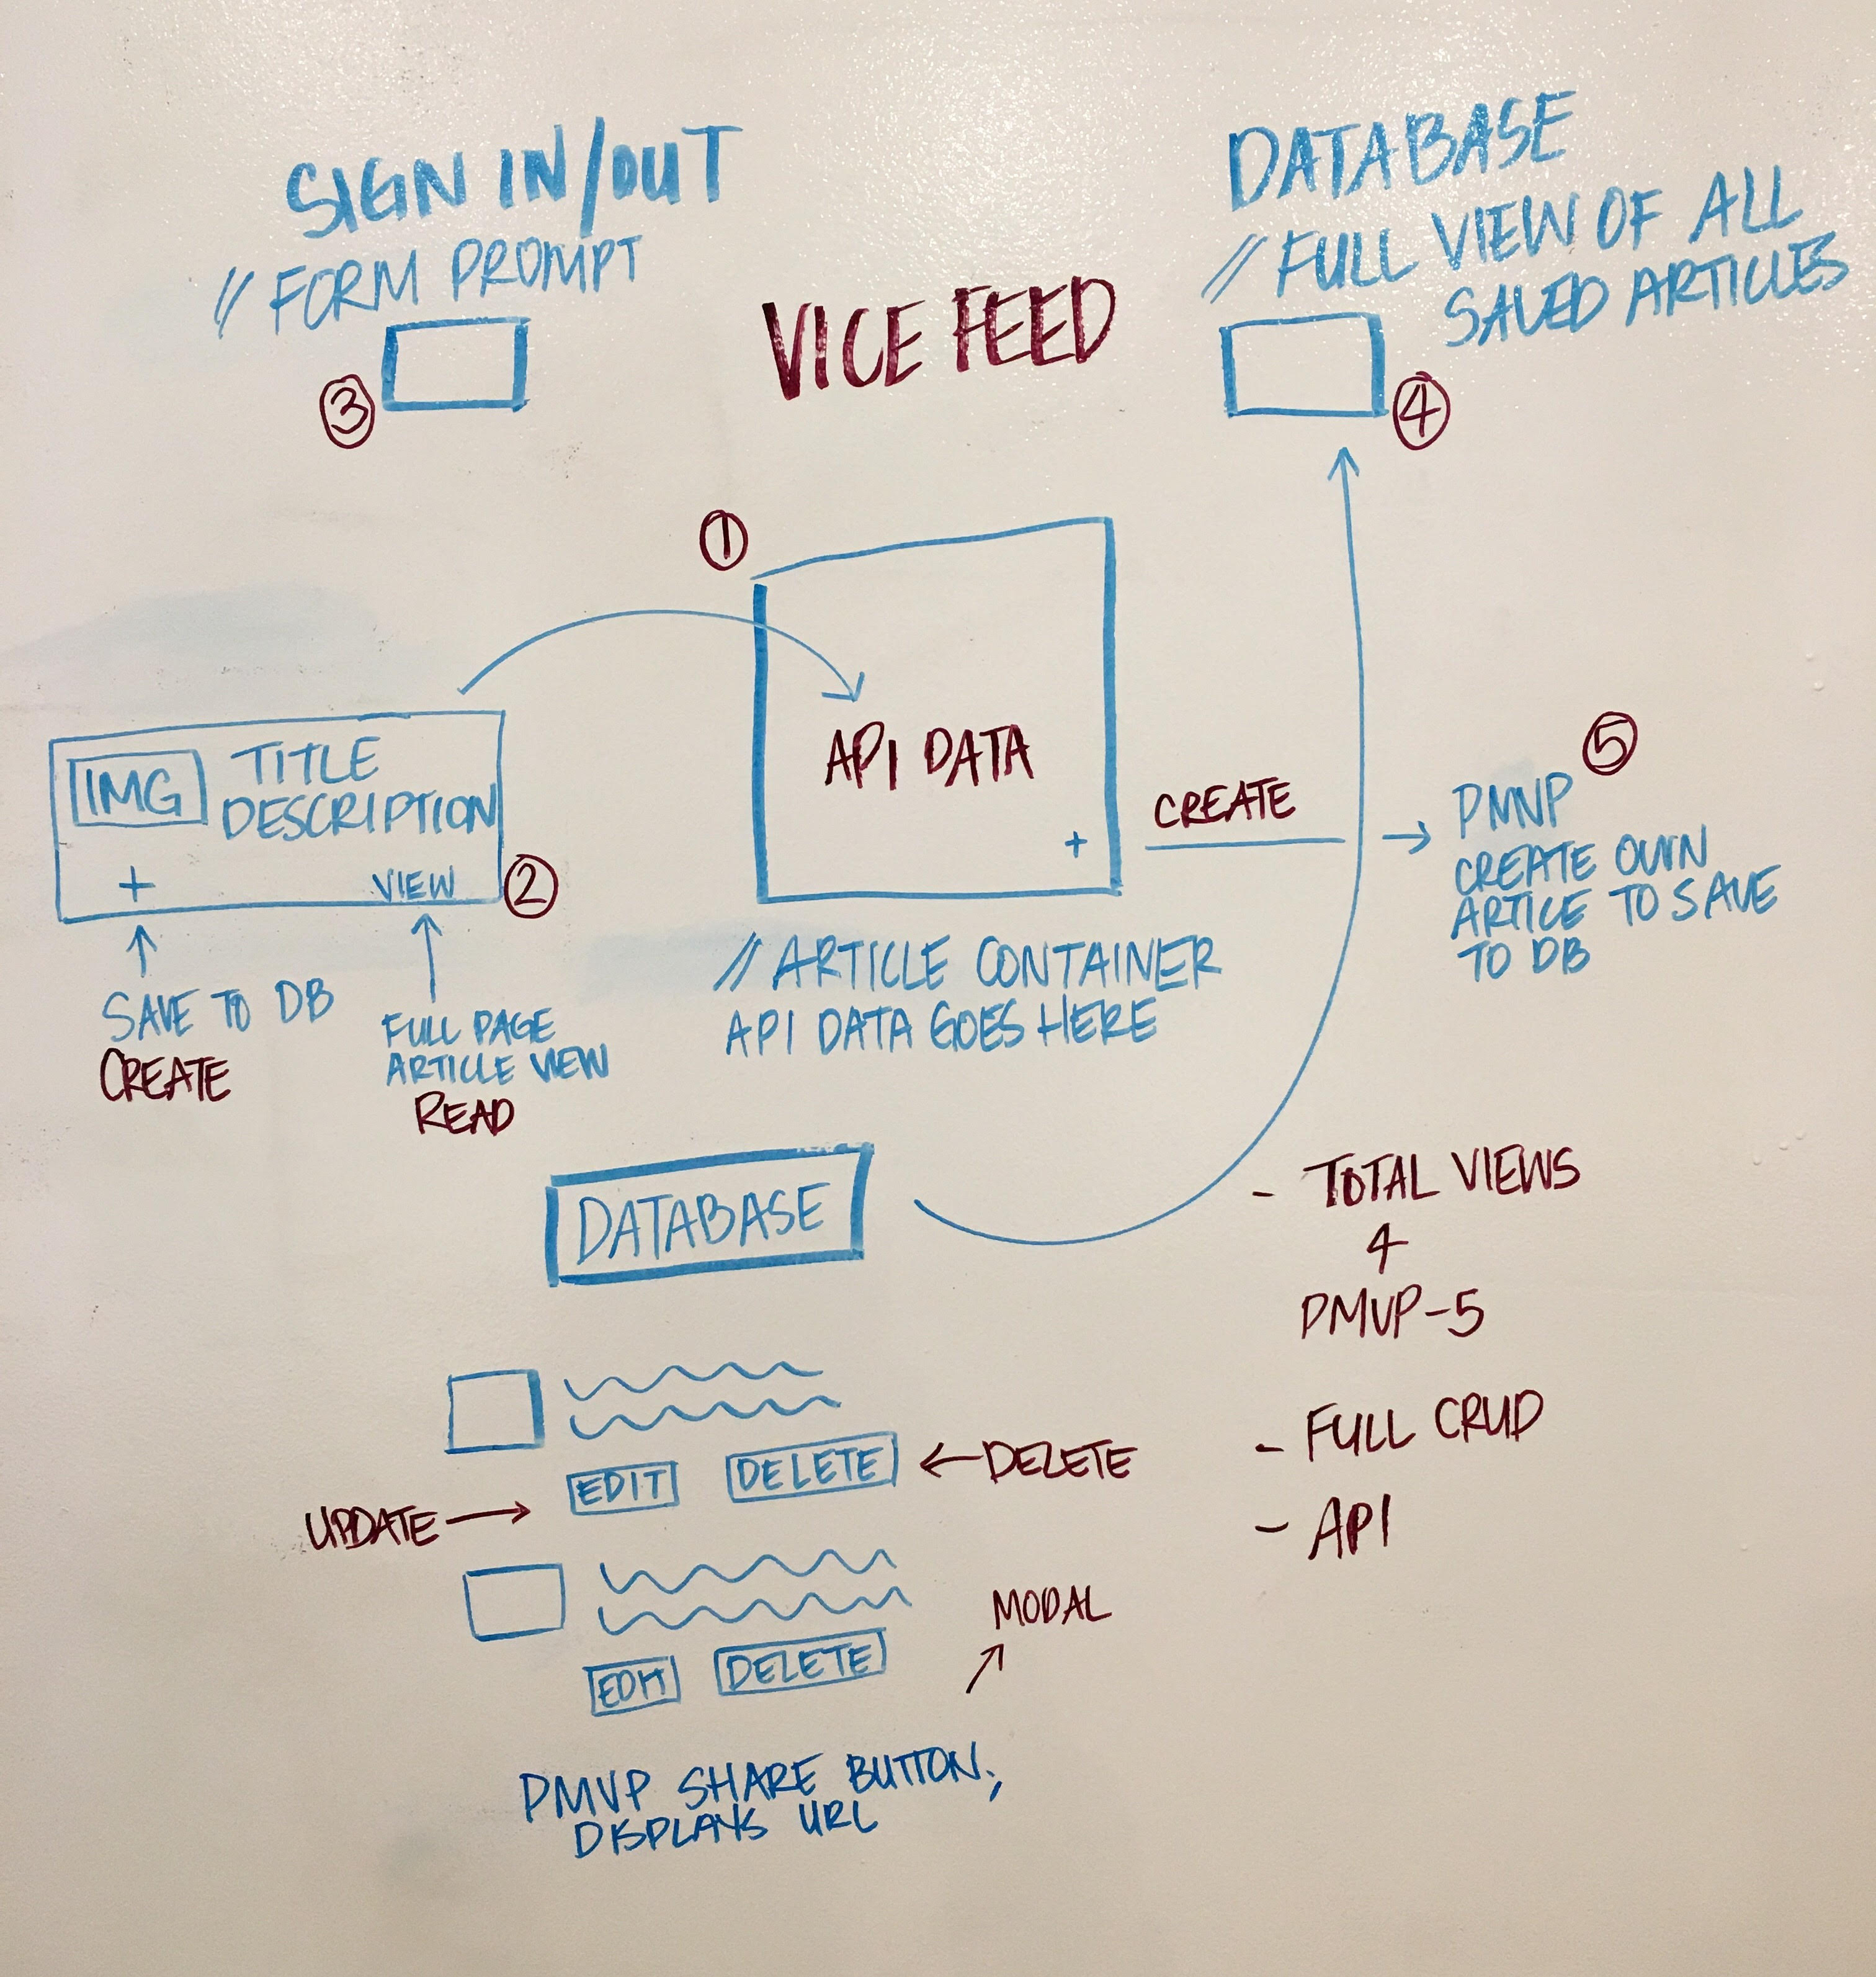 SIGN IN/OUT
// FORM PROMPT
3
VICE FEED
DATABASE
// FULL VIEW OF ALL
SAVED ARTICLES
4
1
API DATA
+
// ARTICLE CONTAINER
API DATA GOES HERE
IMG
TITLE
DESCRIPTION
+
VIEW
2
SAVE TO DB
CREATE
FULL PAGE
ARTICLE VIEW
READ
CREATE
5
PMNP
CREATE OWN
ARTICE TO SAVE
TO DB
DATABASE
EDIT
DELETE
← DELETE
UPDATE →
EDIT
DELETE
MODAL
PMVP SHARE BUTTON;
DISPLAYS URL
- TOTAL VIEWS
4
PMVP-5
- FULL CRUD
- API